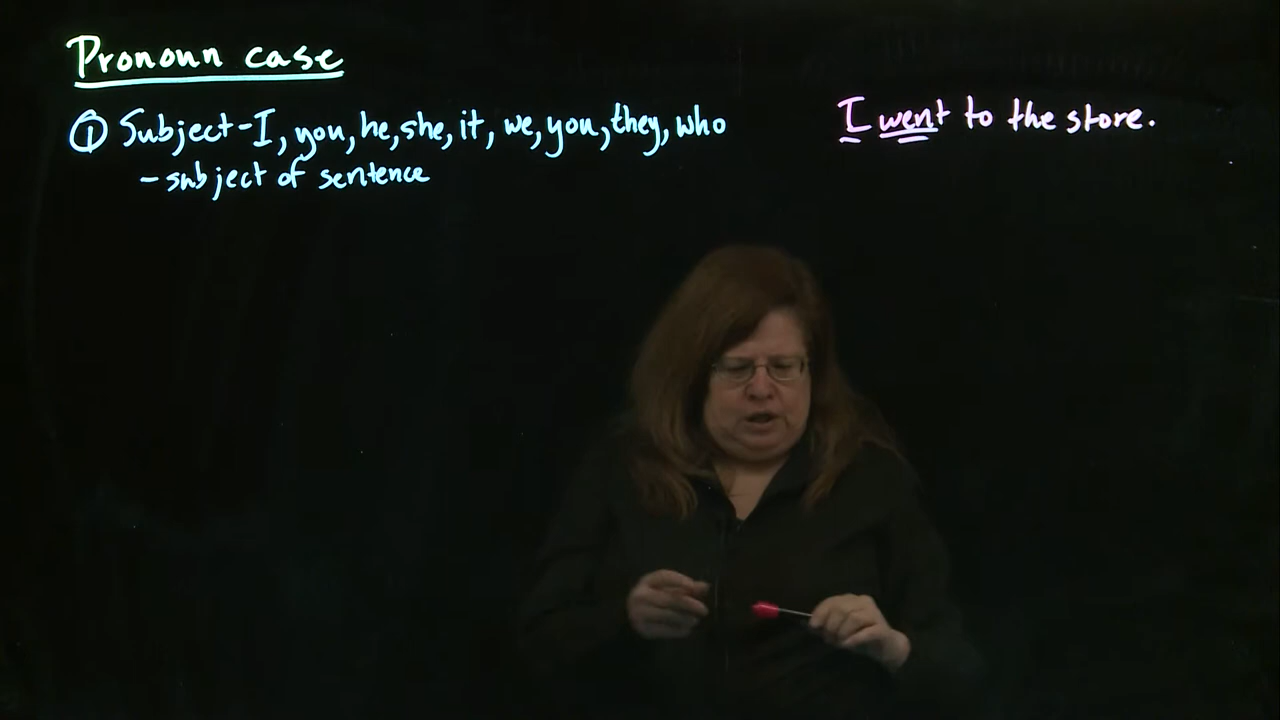 Pronoun case
① Subject-I, you, he, she, it, we, you, they, who
- subject of sentence
I went to the store.